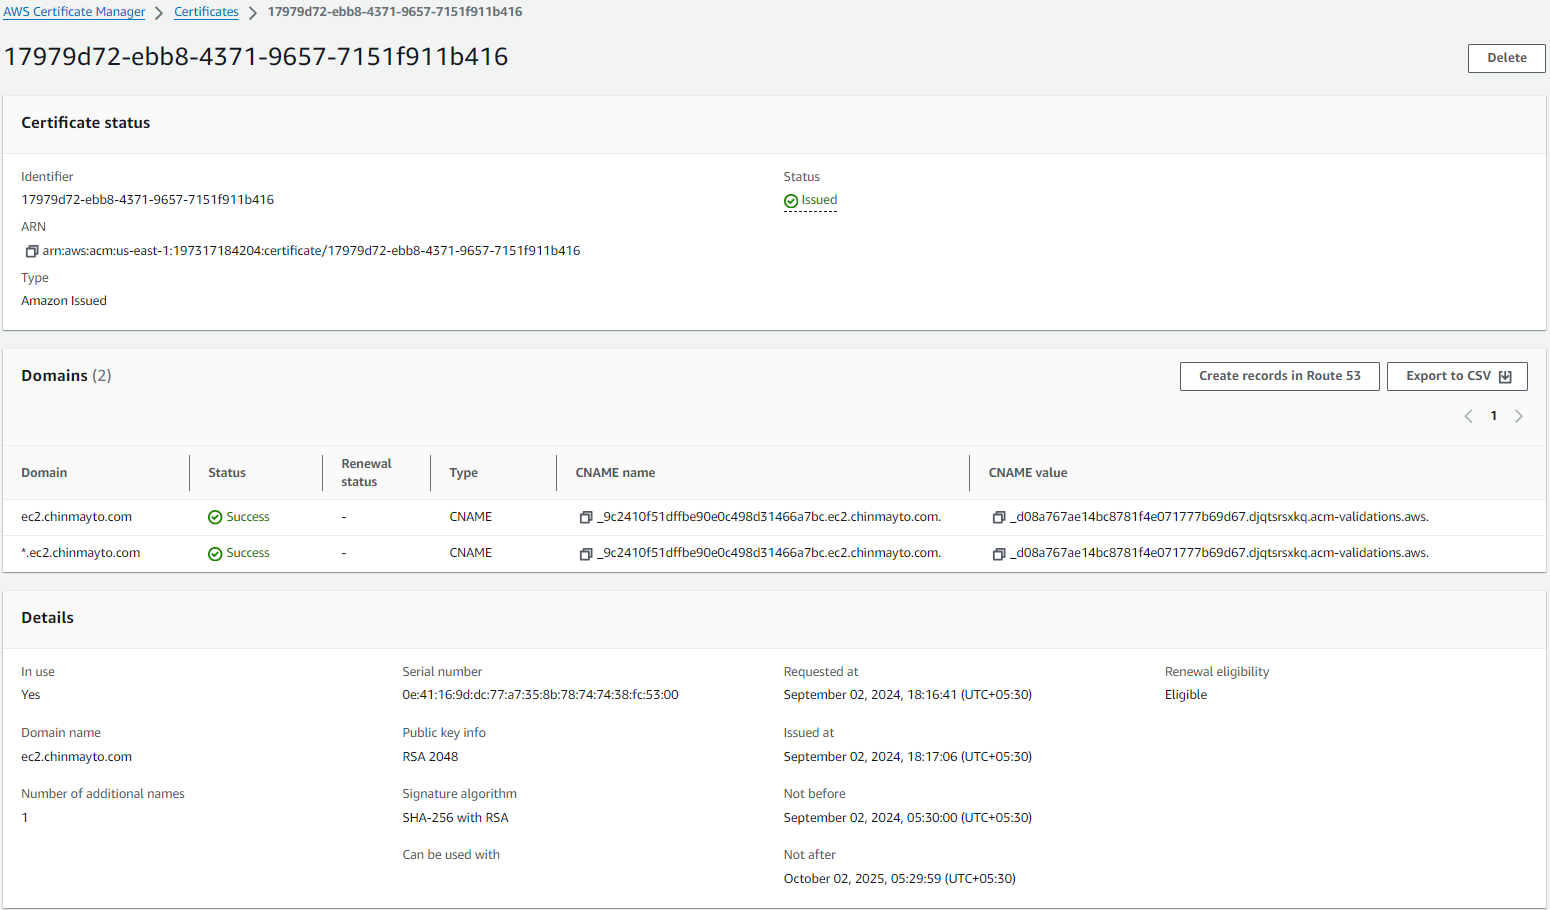 AWS Certificate Manager > Certificates > 17979d72-ebb8-4371-9657-7151f911b416
17979d72-ebb8-4371-9657-7151f911b416
Delete
Certificate status
Identifier
17979d72-ebb8-4371-9657-7151f911b416
ARN
arn:aws:acm:us-east-1:197317184204:certificate/17979d72-ebb8-4371-9657-7151f911b416
Type
Amazon Issued
Status
Issued
Domains (2)
Create records in Route 53
Export to CSV
1
Domain
Status
Renewal
status
Type
CNAME name
CNAME value
ec2.chinmayto.com
Success
-
CNAME
_9c2410f51dffbe90e0c498d31466a7bc.ec2.chinmayto.com.
_d08a767ae14bc8781f4e071777b69d67.djqtsrsxkq.acm-validations.aws.
*.ec2.chinmayto.com
Success
-
CNAME
_9c2410f51dffbe90e0c498d31466a7bc.ec2.chinmayto.com.
_d08a767ae14bc8781f4e071777b69d67.djqtsrsxkq.acm-validations.aws.
Details
In use
Yes
Domain name
ec2.chinmayto.com
Number of additional names
1
Serial number
0e:41:16:9d:dc:77:a7:35:8b:78:74:74:38:fc:53:00
Public key info
RSA 2048
Signature algorithm
SHA-256 with RSA
Can be used with
Requested at
September 02, 2024, 18:16:41 (UTC+05:30)
Issued at
September 02, 2024, 18:17:06 (UTC+05:30)
Not before
September 02, 2024, 05:30:00 (UTC+05:30)
Not after
October 02, 2025, 05:29:59 (UTC+05:30)
Renewal eligibility
Eligible